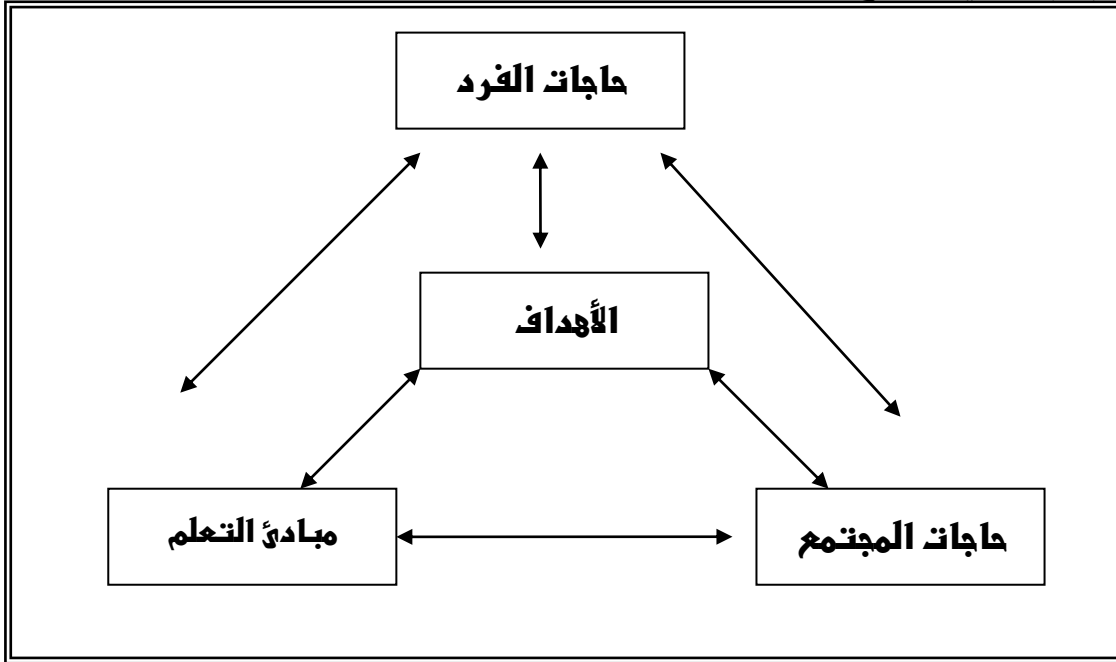 حاجات الفرد
الأهداف
حاجات المجتمع
مبادئ التعلم